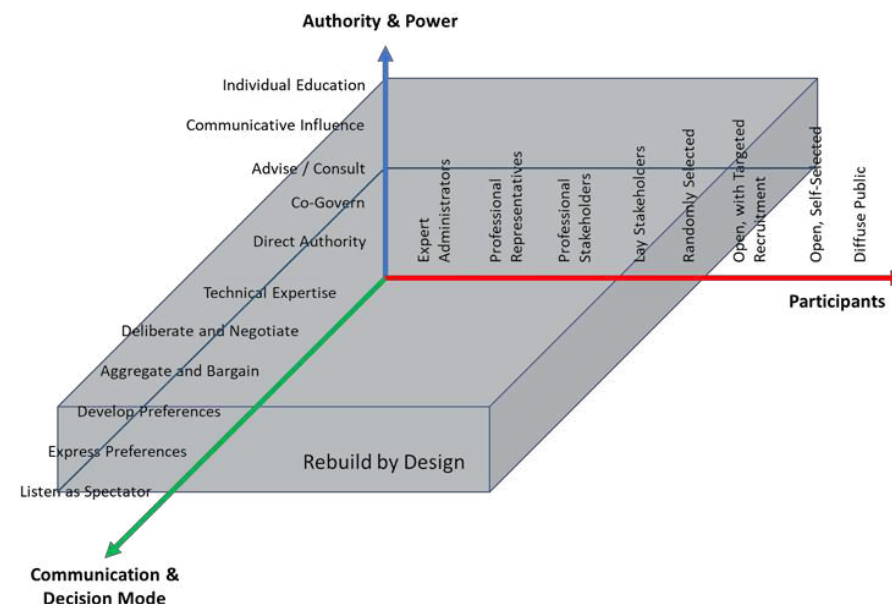 Authority & Power
Individual Education
Communicative Influence
Advise / Consult
Co-Govern
Direct Authority
Expert
Administrators
Professional
Representatives
Professional
Stakeholders
Lay Stakeholders
Randomly Selected
Open, with Targeted
Recruitment
Open, Self-Selected
Diffuse Public
Participants
Technical Expertise
Deliberate and Negotiate
Aggregate and Bargain
Develop Preferences
Express Preferences
Listen as Spectator
Rebuild by Design
Communication &
Decision Mode